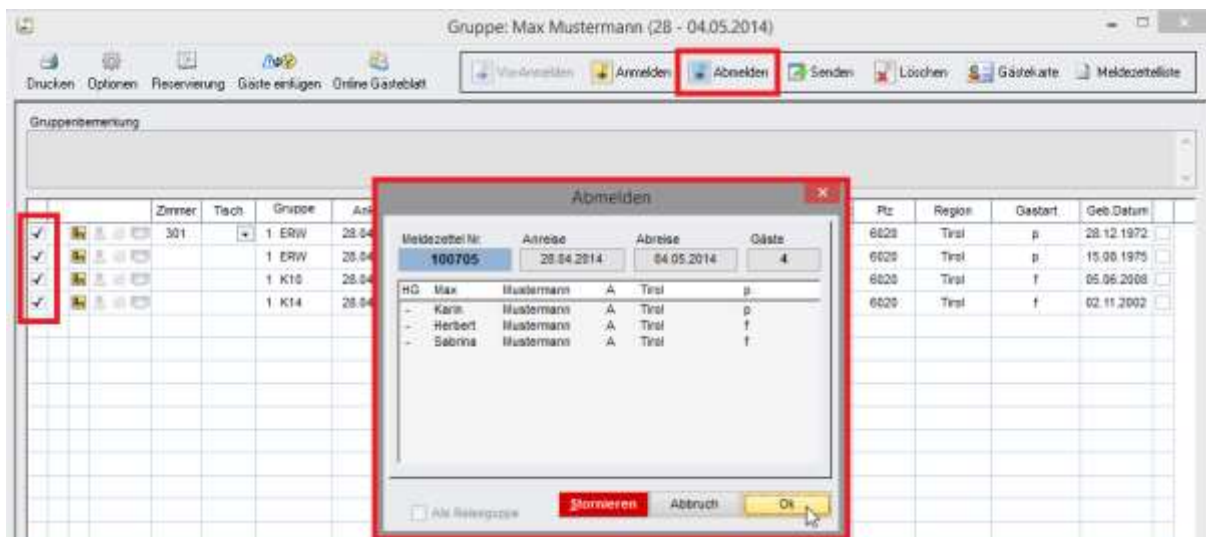 Gruppe: Max Mustermann (28 - 04.05.2014)
Drucken Optionen Reservierung Gäste einfügen Online Gästeblatt Vor-Anmelden Anmelden Abmelden Senden Löschen Gästekarte Meldezettelliste
Gruppenbemerkung
Zimmer Tisch Gruppe Plz Region Gastart Geb.Datum
301 1 ERW 28.04 6020 Tirol p 28.12.1972
1 ERW 28.04 6020 Tirol p 15.08.1975
1 K10 28.04 6020 Tirol f 05.06.2008
1 K14 28.04 6020 Tirol f 02.11.2002
Abmelden
Meldezettel Nr. Anreise Abreise Gäste
100705 28.04.2014 04.05.2014 4
HG Max Mustermann A Tirol p
- Karin Mustermann A Tirol p
- Herbert Mustermann A Tirol f
- Sabrina Mustermann A Tirol f
Als Reisegruppe Stornieren Abbruch Ok